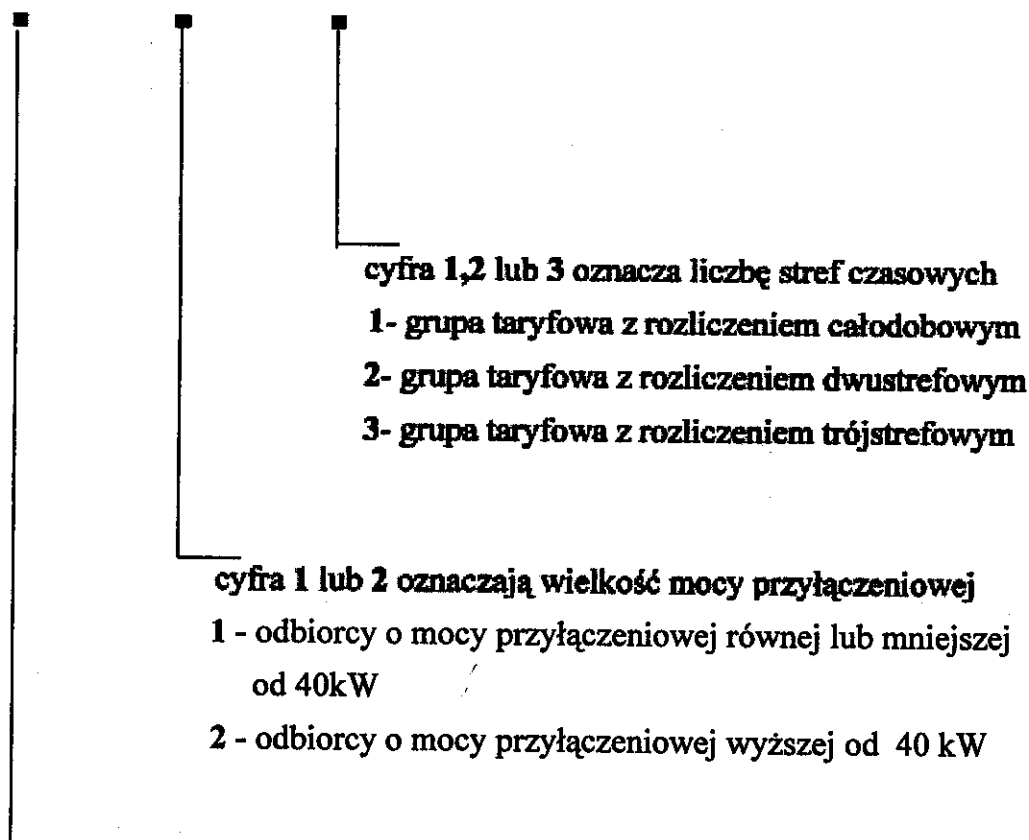 cyfra 1,2 lub 3 oznacza liczbę stref czasowych
1- grupa taryfowa z rozliczeniem całodobowym
2- grupa taryfowa z rozliczeniem dwustrefowym
3- grupa taryfowa z rozliczeniem trójstrefowym
cyfra 1 lub 2 oznaczają wielkość mocy przyłączeniowej
1 - odbiorcy o mocy przyłączeniowej równej lub mniejszej
od 40kW
2 - odbiorcy o mocy przyłączeniowej wyższej od 40 kW